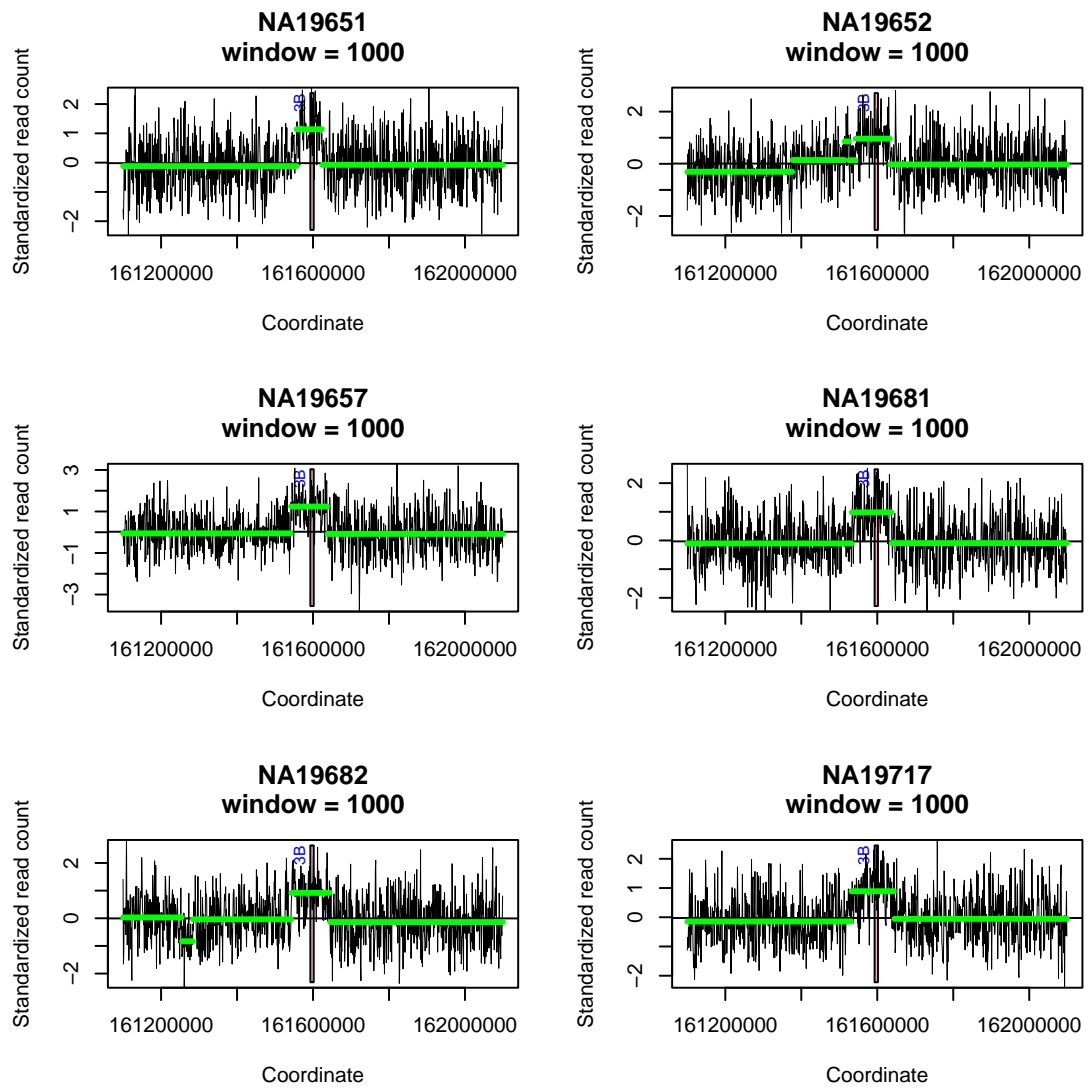 NA19651
window = 1000
Standardized read count
2
1
0
−2
3B
161200000 161600000 162000000
Coordinate
NA19652
window = 1000
Standardized read count
2
0
−2
3B
161200000 161600000 162000000
Coordinate
NA19657
window = 1000
Standardized read count
3
1
−1
−3
3B
161200000 161600000 162000000
Coordinate
NA19681
window = 1000
Standardized read count
2
0
−2
3B
161200000 161600000 162000000
Coordinate
NA19682
window = 1000
Standardized read count
2
0
−2
3B
161200000 161600000 162000000
Coordinate
NA19717
window = 1000
Standardized read count
2
1
0
−2
3B
161200000 161600000 162000000
Coordinate